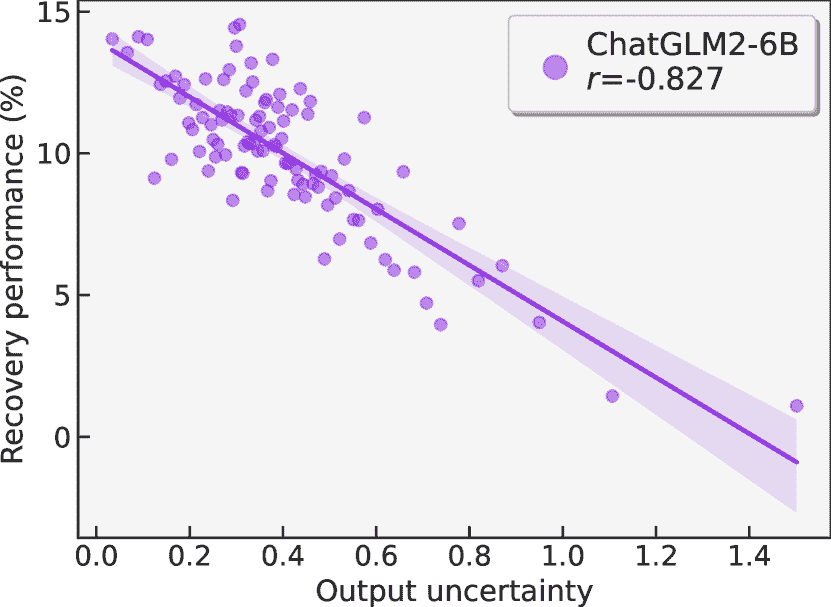 ChatGLM2-6B
r=-0.827
Recovery performance (%)
15
10
5
0
0.0 0.2 0.4 0.6 0.8 1.0 1.2 1.4
Output uncertainty